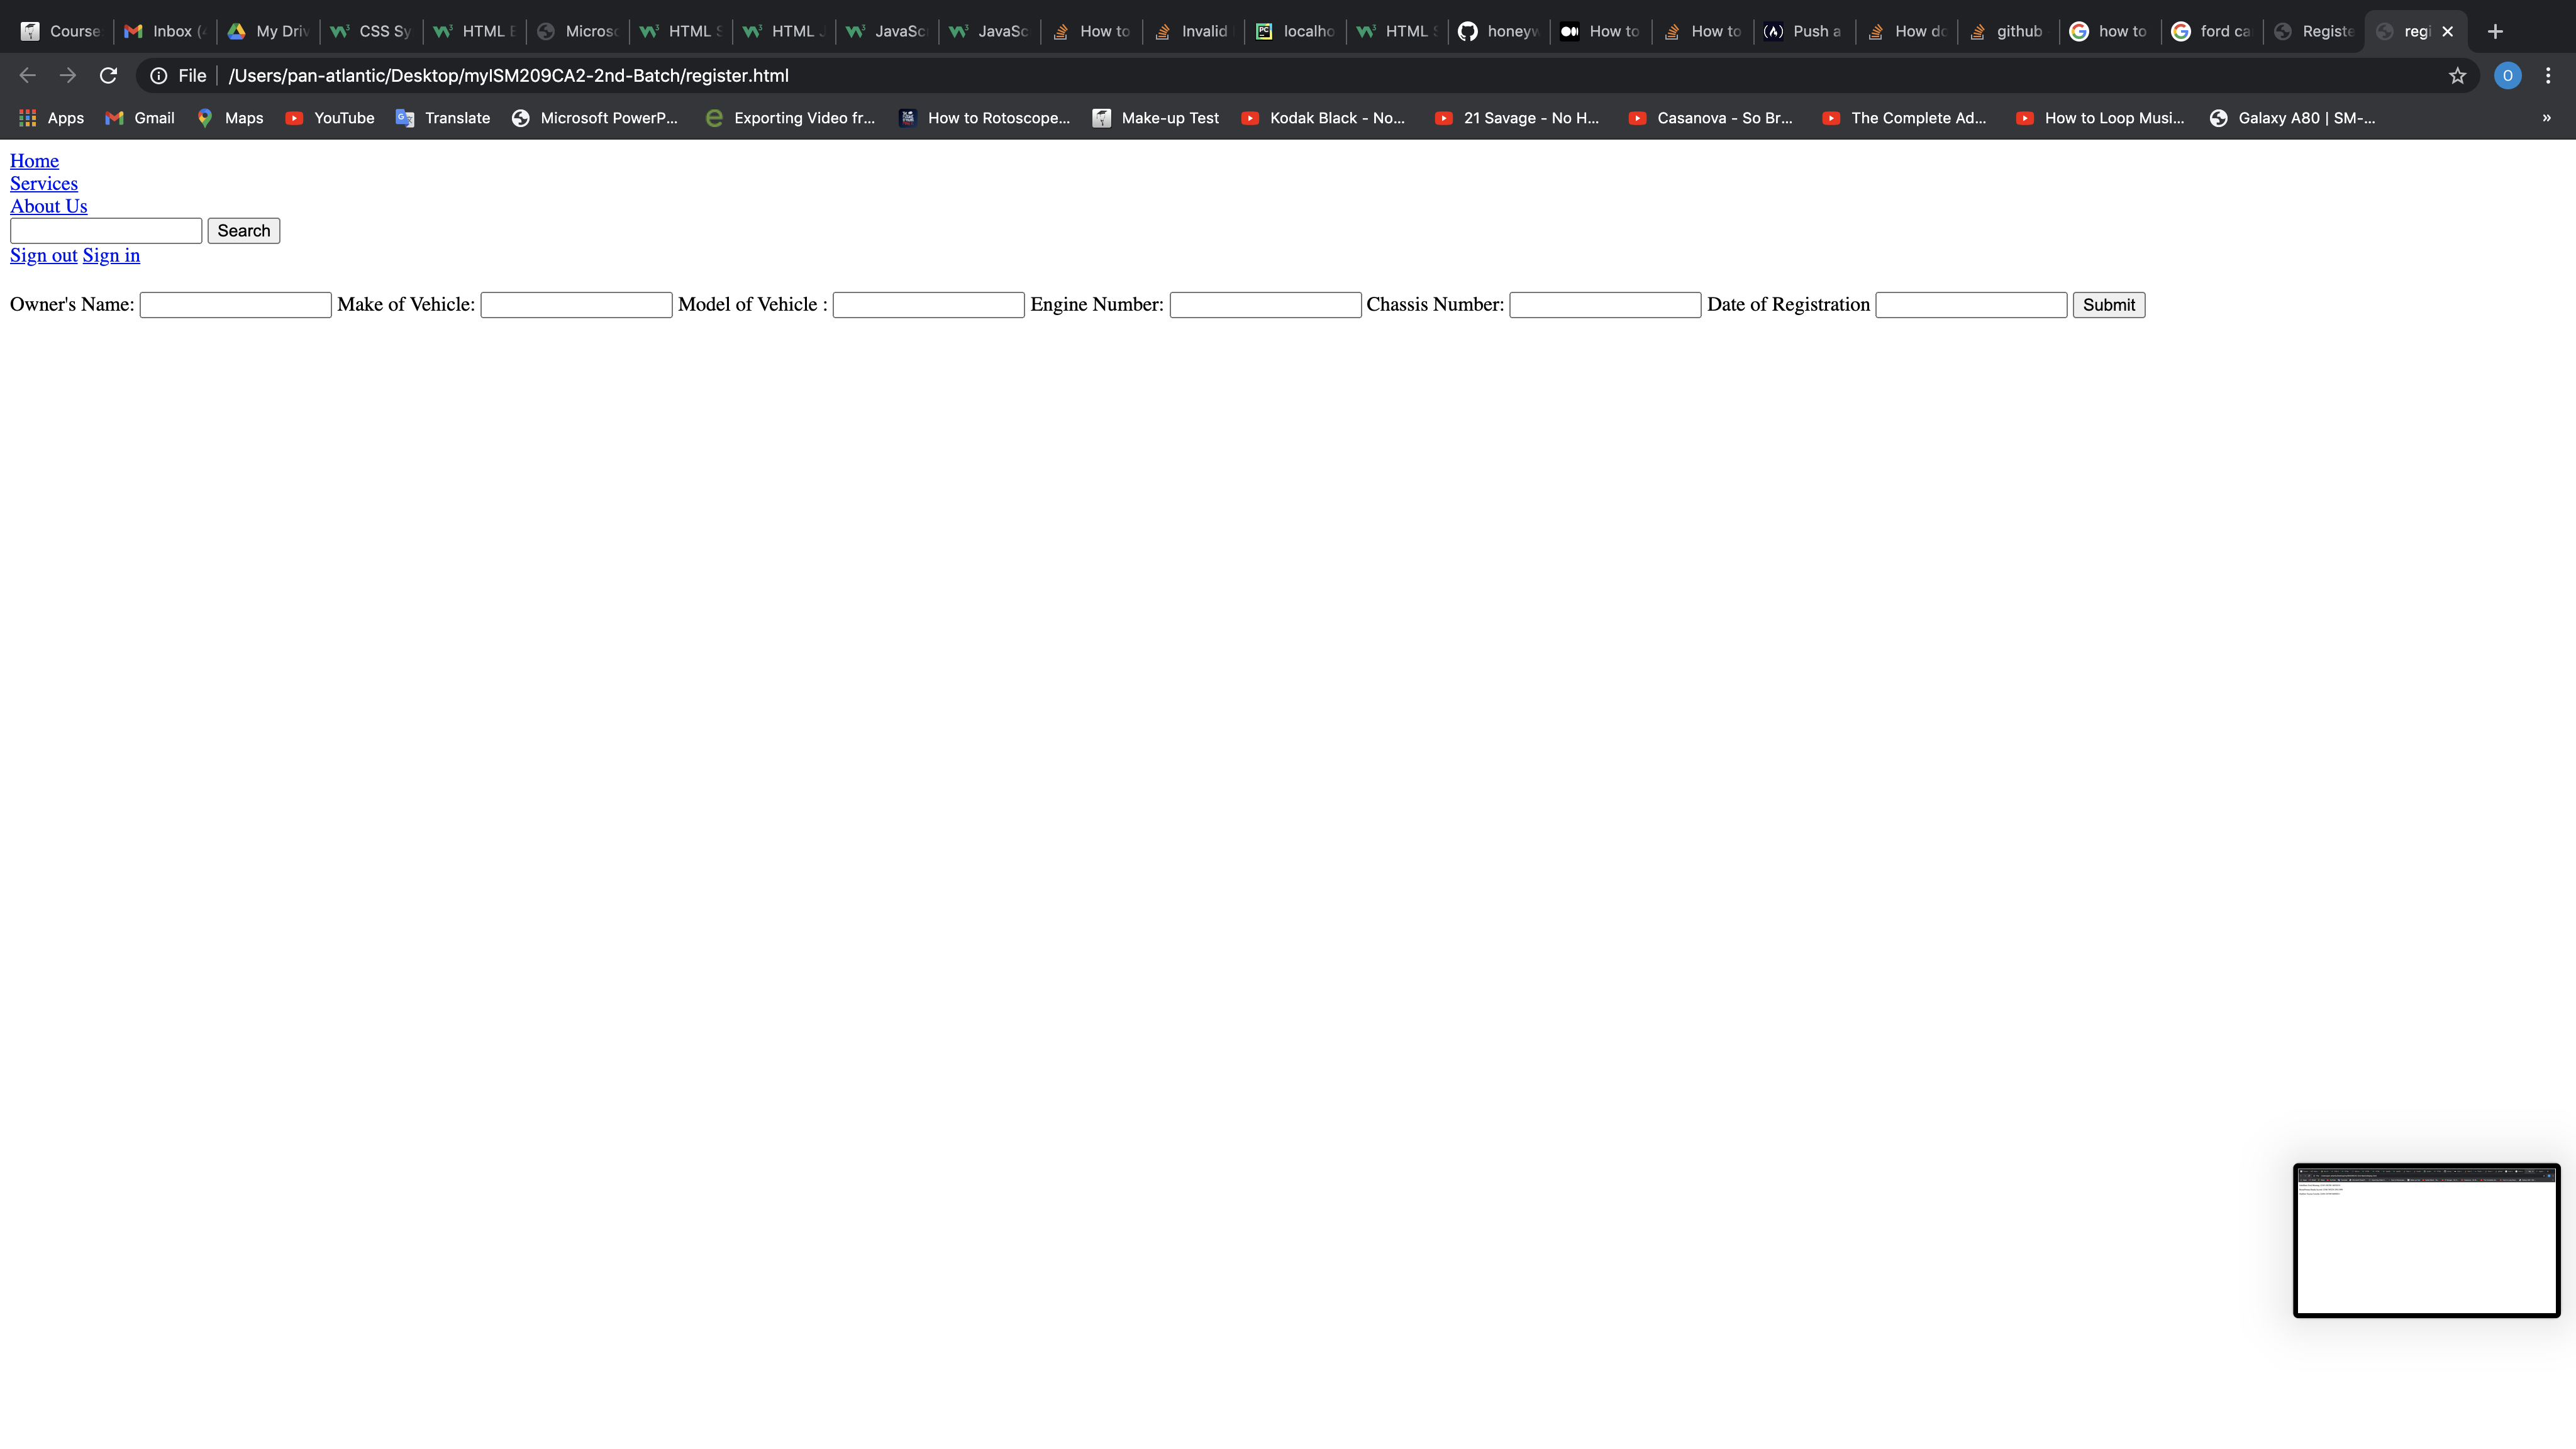 Course Inbox ( My Driv CSS Sy HTML E Microso HTML S HTML J JavaSc JavaSc How to Invalid localho HTML S honeyw How to How to Push a How do github how to ford ca Registe regi
File /Users/pan-atlantic/Desktop/myISM209CA2-2nd-Batch/register.html O
Apps Gmail Maps YouTube Translate Microsoft PowerP... Exporting Video fr... How to Rotoscope... Make-up Test Kodak Black - No... 21 Savage - No H... Casanova - So Br... The Complete Ad... How to Loop Musi... Galaxy A80 | SM-... »
Home
Services
About Us
Search
Sign out Sign in
Owner's Name: Make of Vehicle: Model of Vehicle : Engine Number: Chassis Number: Date of Registration Submit